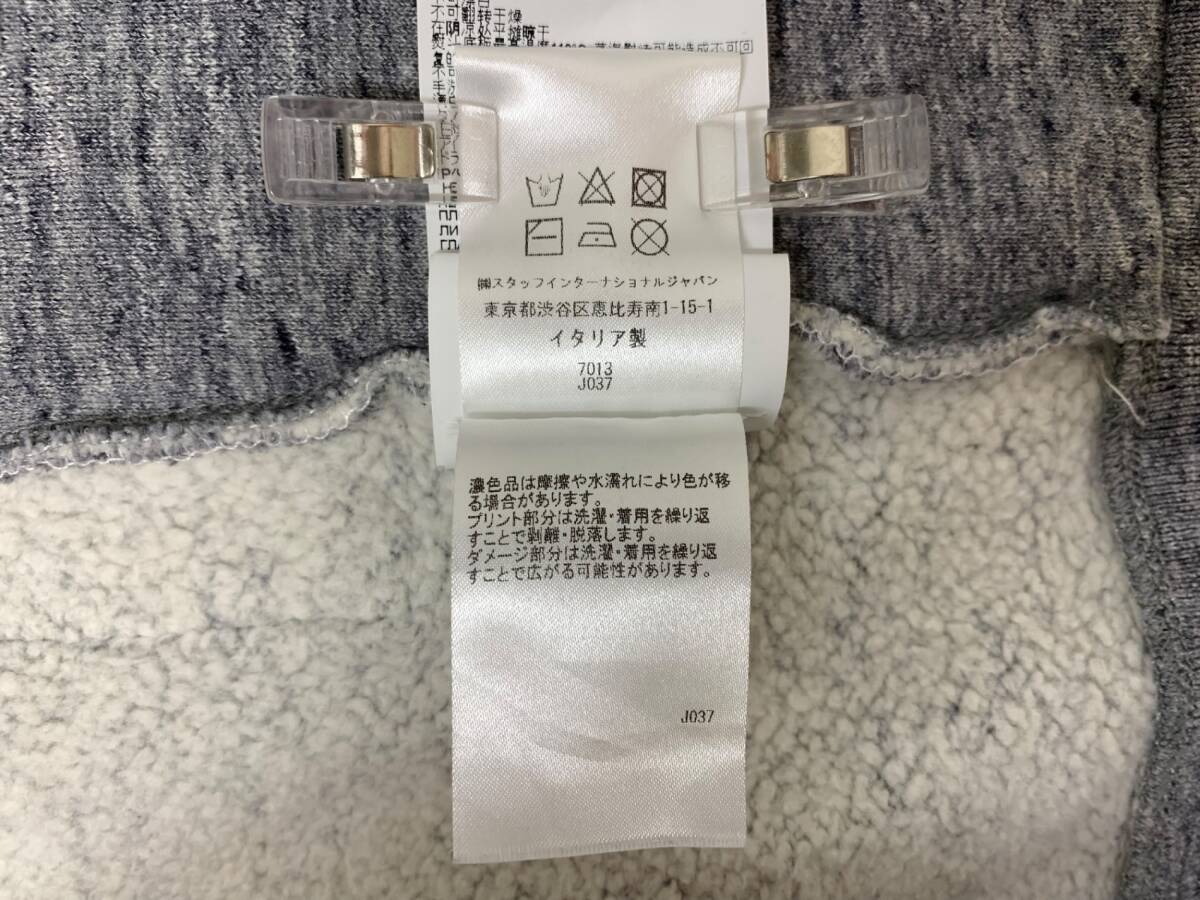 ㈱スタッフインターナショナルジャパン
東京都渋谷区恵比寿南1-15-1
イタリア製
7013
J037
濃色品は摩擦や水濡れにより色が移
る場合があります。
プリント部分は洗濯・着用を繰り返
すことで剥離・脱落します。
ダメージ部分は洗濯・着用を繰り返
すことで広がる可能性があります。
J037